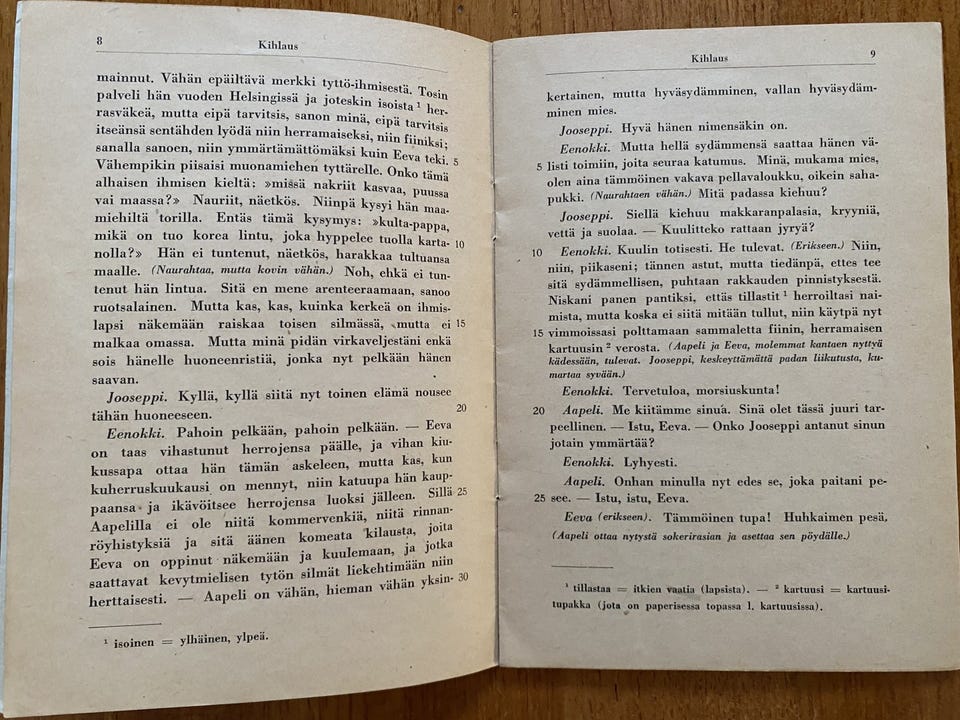 8
Kihlaus
mainnut. Vähän epäiltävä merkki tyttö-ihmisestä. Tosin
palveli hän vuoden Helsingissä ja joteskin isoista ¹ her-
rasväkeä, mutta eipä tarvitsis, sanon minä, eipä tarvitsis
itseänsä sentähden lyödä niin herramaiseksi, niin fiiniksi;
sanalla sanoen, niin ymmärtämättömäksi kuin Eeva teki. 5
Vähempikin piisaisi muonamiehen tyttärelle. Onko tämä
alhaisen ihmisen kieltä: »missä nakriit kasvaa, puussa
vai maassa?» Nauriit, näetkös. Niinpä kysyi hän maa-
miehiltä torilla. Entäs tämä kysymys: »kulta-pappa,
mikä on tuo korea lintu, joka hyppelee tuolla karta- 10
nolla?» Hän ei tuntenut, näetkös, harakkaa tultuansa
maalle. (Naurahtaa, mutta kovin vähän.) Noh, ehkä ei tun-
tenut hän lintua. Sitä en mene arenteeraamaan, sanoo
ruotsalainen. Mutta kas, kas, kuinka kerkeä on ihmis-
lapsi näkemään raiskaa toisen silmässä, mutta ei 15
malkaa omassa. Mutta minä pidän virkaveljestäni enkä
sois hänelle huoneenristiä, jonka nyt pelkään hänen
saavan.
Jooseppi. Kyllä, kyllä siitä nyt toinen elämä nousee
tähän huoneeseen. 20
Eenokki. Pahoin pelkään, pahoin pelkään. — Eeva
on taas vihastunut herrojensa päälle, ja vihan kiu-
kussapa ottaa hän tämän askeleen, mutta kas, kun
kuherruskuukausi on mennyt, niin katuupa hän kaup-
paansa ja ikävöitsee herrojensa luoksi jälleen. Sillä 25
Aapelilla ei ole niitä kommervenkiä, niitä rinnan-
röyhistyksiä ja sitä äänen komeata kilausta, joita
Eeva on oppinut näkemään ja kuulemaan, ja jotka
saattavat kevytmielisen tytön silmät liekehtimään niin
herttaisesti. — Aapeli on vähän, hieman vähän yksin- 30
¹ isoinen = ylhäinen, ylpeä.
Kihlaus
9
kertainen, mutta hyväsydämminen, vallan hyväsydäm-
minen mies.
Jooseppi. Hyvä hänen nimensäkin on.
Eenokki. Mutta hellä sydämmensä saattaa hänen vä-
5 listi toimiin, joita seuraa katumus. Minä, mukama mies,
olen aina tämmöinen vakava pellavaloukku, oikein saha-
pukki. (Naurahtaen vähän.) Mitä padassa kiehuu?
Jooseppi. Siellä kiehuu makkaranpalasia, kryyniä,
vettä ja suolaa. — Kuulitteko rattaan jyryä?
10 Eenokki. Kuulin totisesti. He tulevat. (Erikseen.) Niin,
niin, piikaseni; tännen astut, mutta tiedänpä, ettes tee
sitä sydämmellisen, puhtaan rakkauden pinnistyksestä.
Niskani panen pantiksi, ettäs tillastit ¹ herroiltasi nai-
mista, mutta koska ei siitä mitään tullut, niin käytpä nyt
15 vimmoissasi polttamaan sammaletta fiinin, herramaisen
kartuusin ² verosta. (Aapeli ja Eeva, molemmat kantaen nyttyä
kädessään, tulevat. Jooseppi, keskeyttämättä padan liikutusta, ku-
martaa syvään.)
Eenokki. Tervetuloa, morsiuskunta!
20 Aapeli. Me kiitämme sinua. Sinä olet tässä juuri tar-
peellinen. — Istu, Eeva. — Onko Jooseppi antanut sinun
jotain ymmärtää?
Eenokki. Lyhyesti.
Aapeli. Onhan minulla nyt edes se, joka paitani pe-
25 see. — Istu, istu, Eeva.
Eeva (erikseen). Tämmöinen tupa! Huhkaimen pesä.
(Aapeli ottaa nytystä sokerirasian ja asettaa sen pöydälle.)
¹ tillastaa = itkien vaatia (lapsista). — ² kartuusi = kartuusi-
tupakka (jota on paperisessa topassa l. kartuusissa).